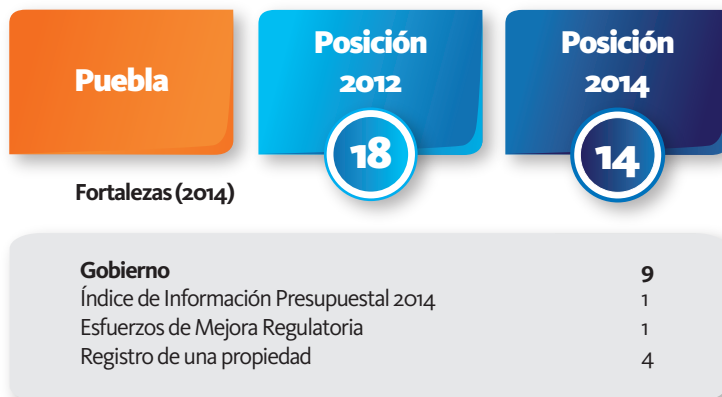 Puebla
Posición
2012
18
Posición
2014
14
Fortalezas (2014)
Gobierno 9
Índice de Información Presupuestal 2014 1
Esfuerzos de Mejora Regulatoria 1
Registro de una propiedad 4